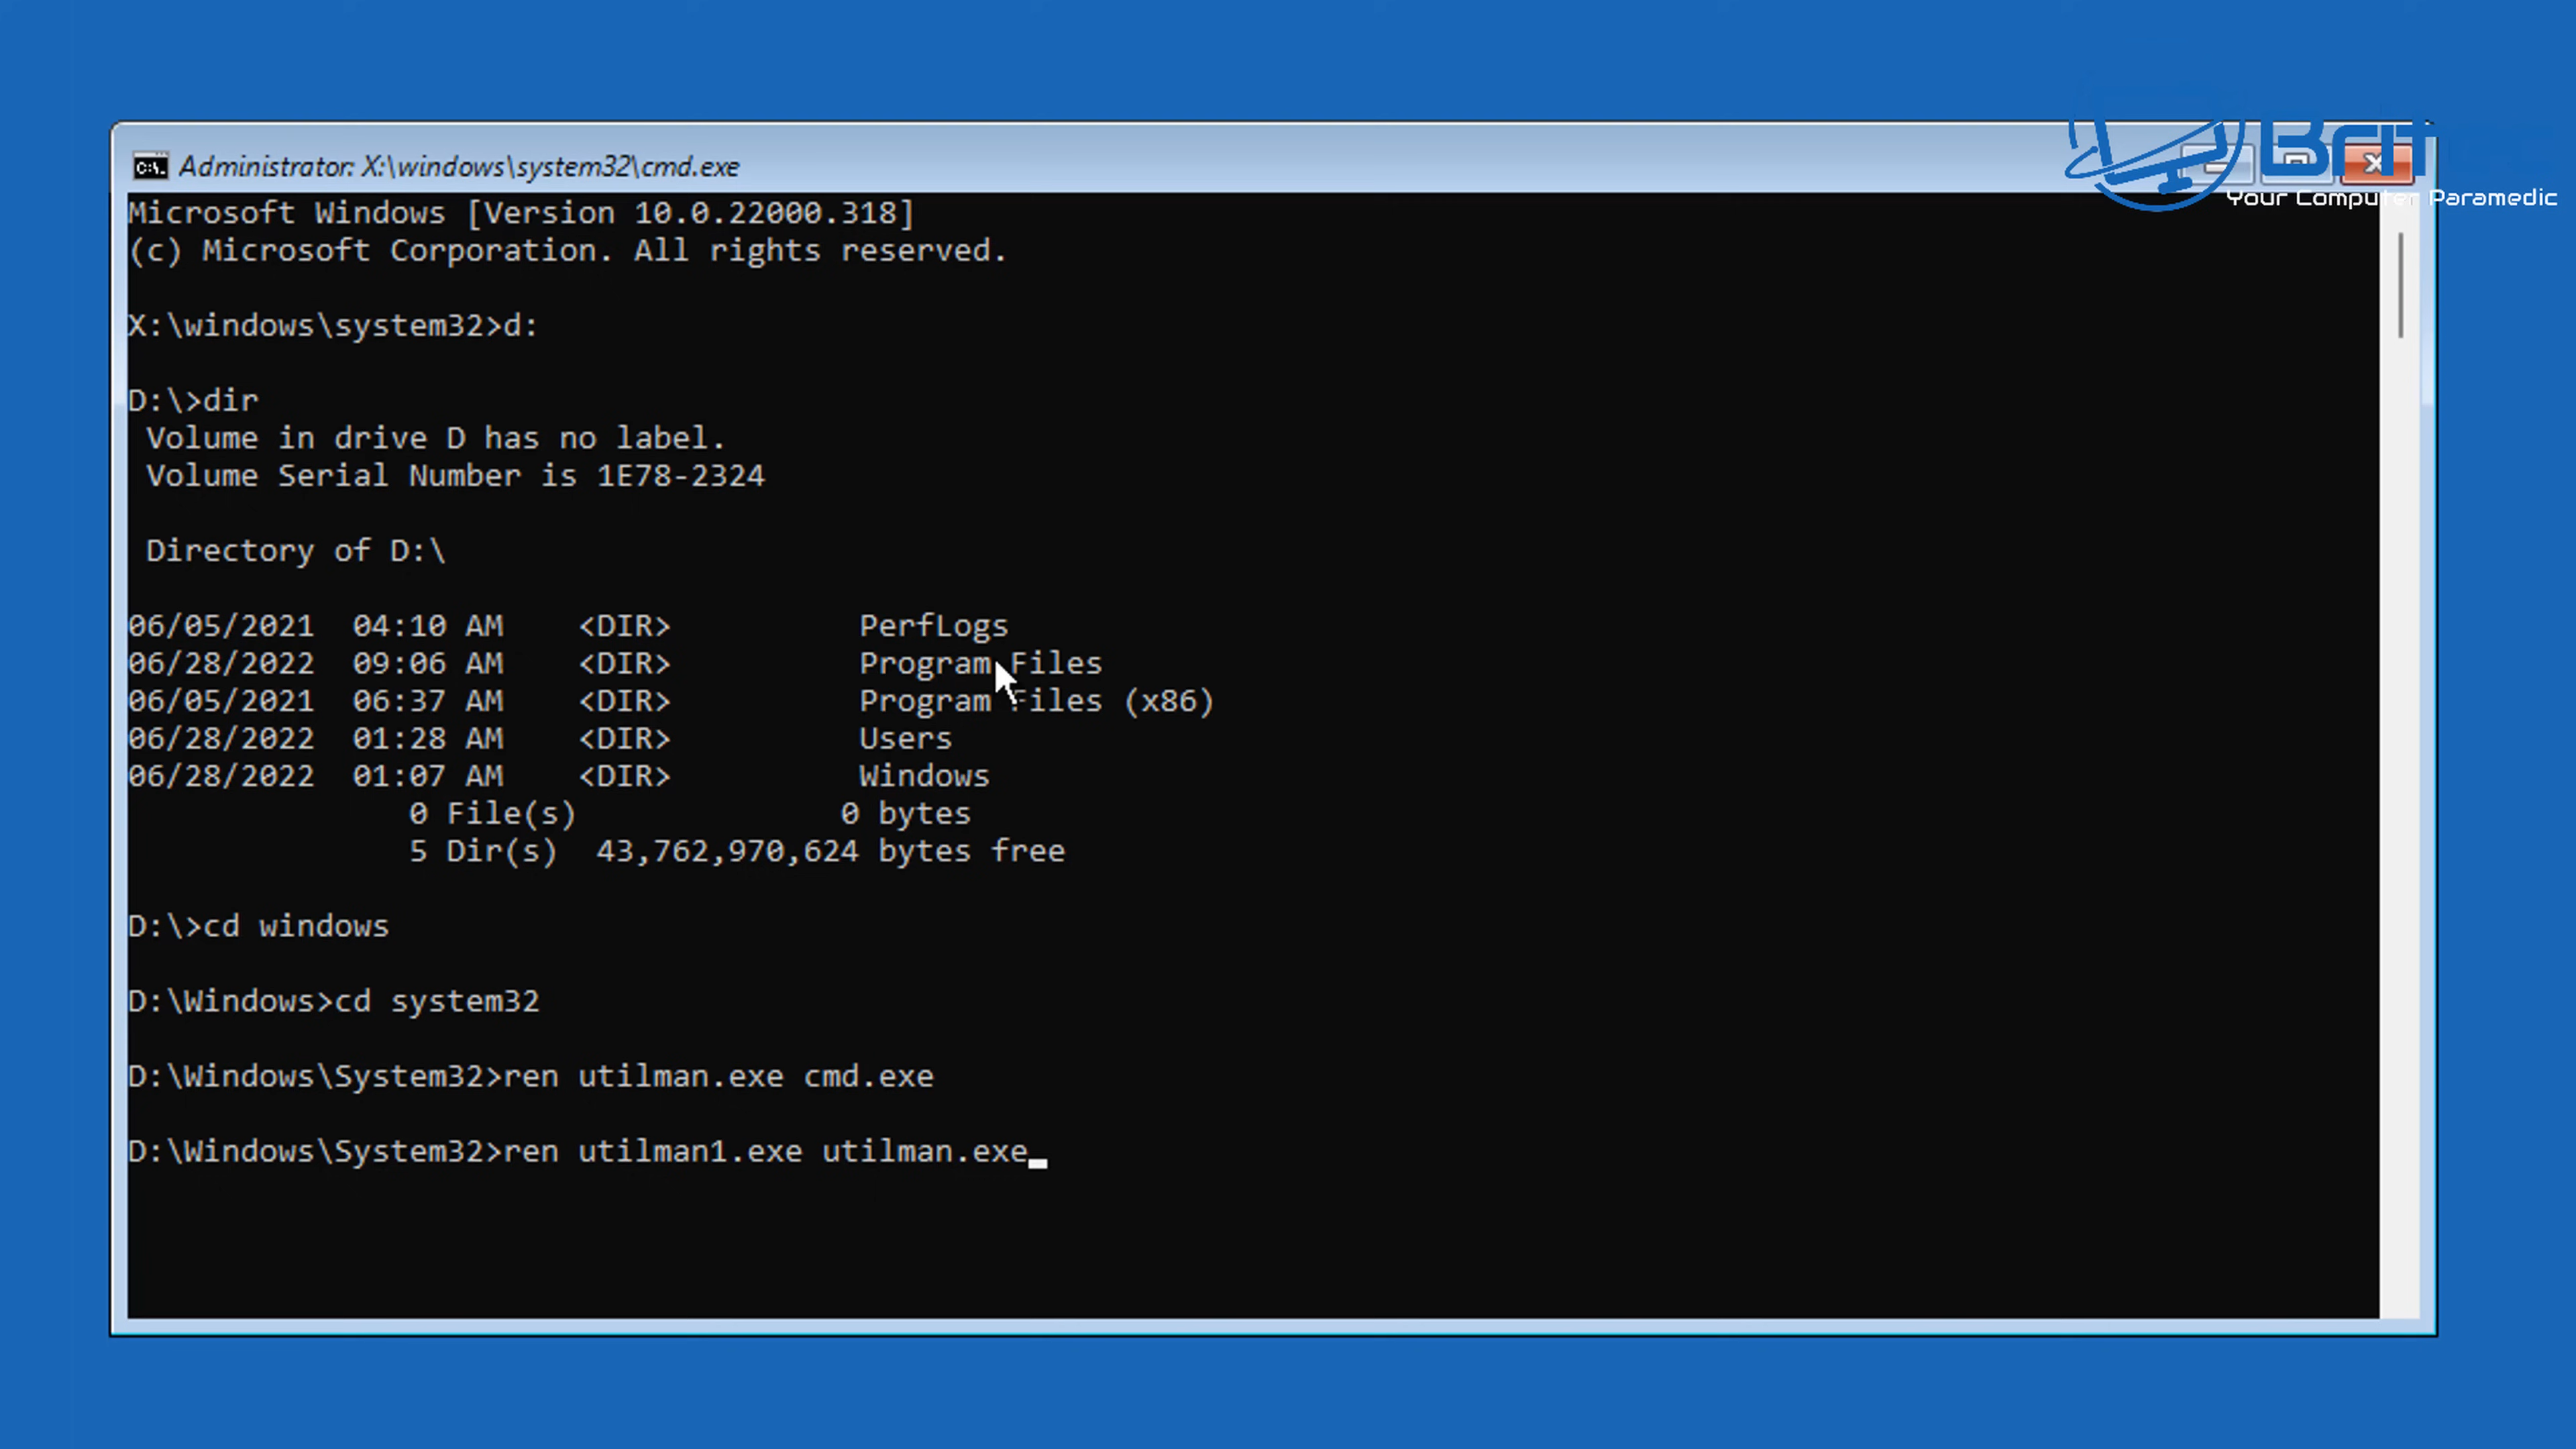 Administrator: X:\windows\system32\cmd.exe
Brit
Your Computer Paramedic
Microsoft Windows [Version 10.0.22000.318]
(c) Microsoft Corporation. All rights reserved.
X:\windows\system32>d:
D:\>dir
Volume in drive D has no label.
Volume Serial Number is 1E78-2324
Directory of D:\
06/05/2021 04:10 AM <DIR> PerfLogs
06/28/2022 09:06 AM <DIR> Program Files
06/05/2021 06:37 AM <DIR> Program Files (x86)
06/28/2022 01:28 AM <DIR> Users
06/28/2022 01:07 AM <DIR> Windows
0 File(s) 0 bytes
5 Dir(s) 43,762,970,624 bytes free
D:\>cd windows
D:\Windows>cd system32
D:\Windows\System32>ren utilman.exe cmd.exe
D:\Windows\System32>ren utilman1.exe utilman.exe